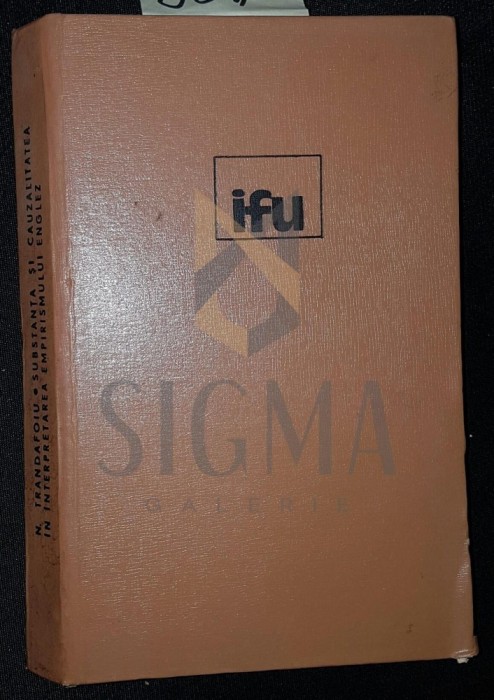 N. TRANDAFOIU • SUBSTANȚA ȘI CAUZALITATEA
ÎN INTERPRETAREA EMPIRISMULUI ENGLEZ
ifu
SIGMA
GALERIE